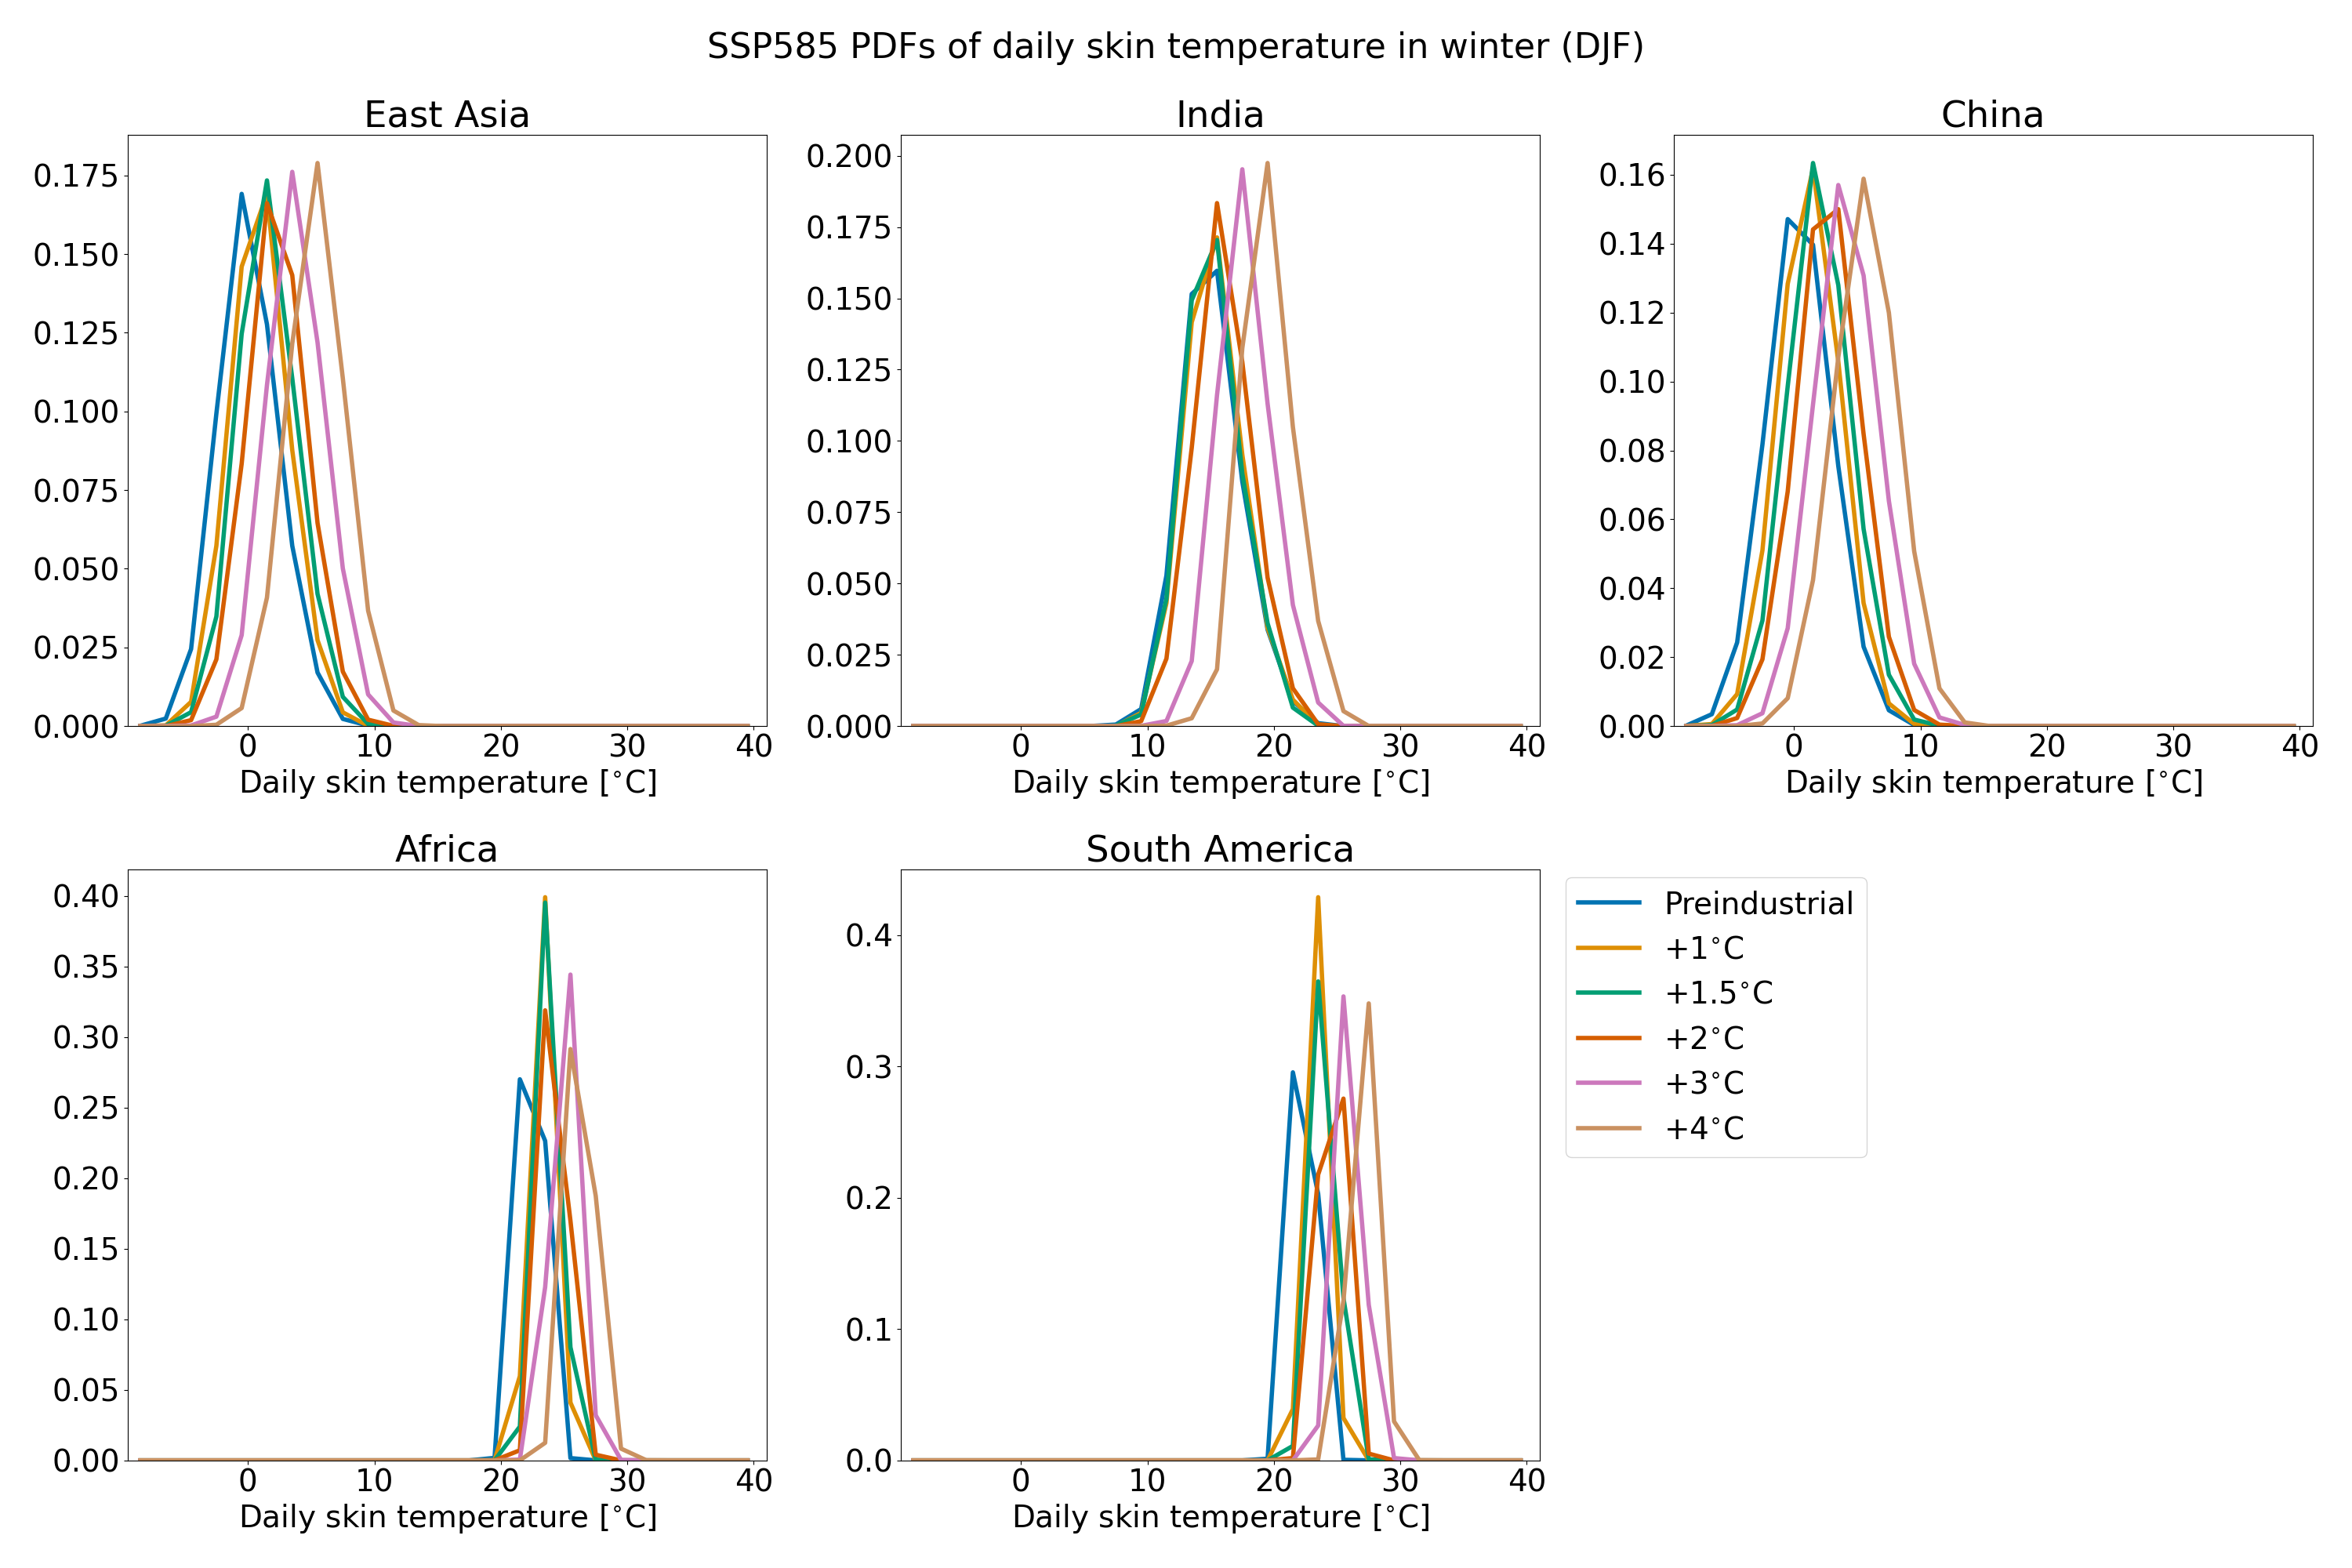 SSP585 PDFs of daily skin temperature in winter (DJF)
East Asia
0.175
0.150
0.125
0.100
0.075
0.050
0.025
0.000
0 10 20 30 40
Daily skin temperature [°C]
India
0.200
0.175
0.150
0.125
0.100
0.075
0.050
0.025
0.000
0 10 20 30 40
Daily skin temperature [°C]
China
0.16
0.14
0.12
0.10
0.08
0.06
0.04
0.02
0.00
0 10 20 30 40
Daily skin temperature [°C]
Africa
0.40
0.35
0.30
0.25
0.20
0.15
0.10
0.05
0.00
0 10 20 30 40
Daily skin temperature [°C]
South America
0.4
0.3
0.2
0.1
0.0
0 10 20 30 40
Daily skin temperature [°C]
Preindustrial
+1°C
+1.5°C
+2°C
+3°C
+4°C